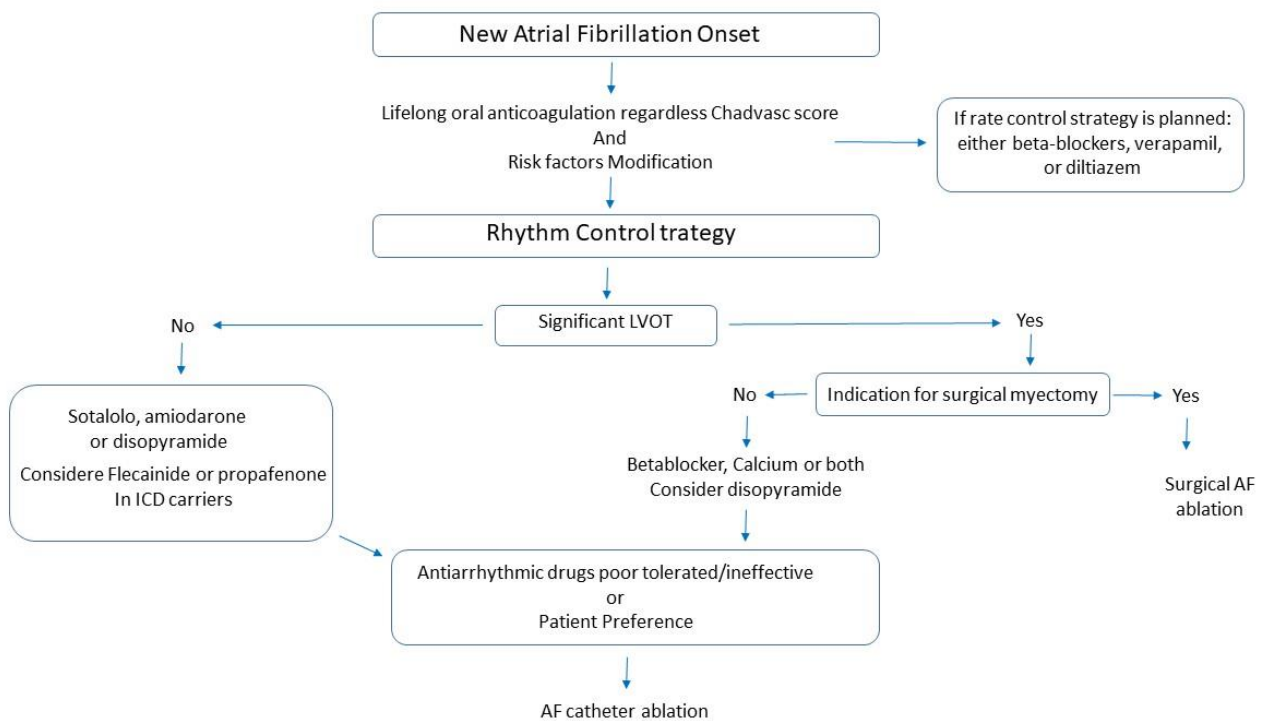 New Atrial Fibrillation Onset
Lifelong oral anticoagulation regardless Chadvasc score
And
Risk factors Modification
If rate control strategy is planned:
either beta-blockers, verapamil,
or diltiazem
Rhythm Control trategy
No
Significant LVOT
Yes
Sotalolo, amiodarone
or disopyramide
Considere Flecainide or propafenone
In ICD carriers
No
Indication for surgical myectomy
Yes
Betablocker, Calcium or both
Consider disopyramide
Surgical AF
ablation
Antiarrhythmic drugs poor tolerated/ineffective
or
Patient Preference
AF catheter ablation